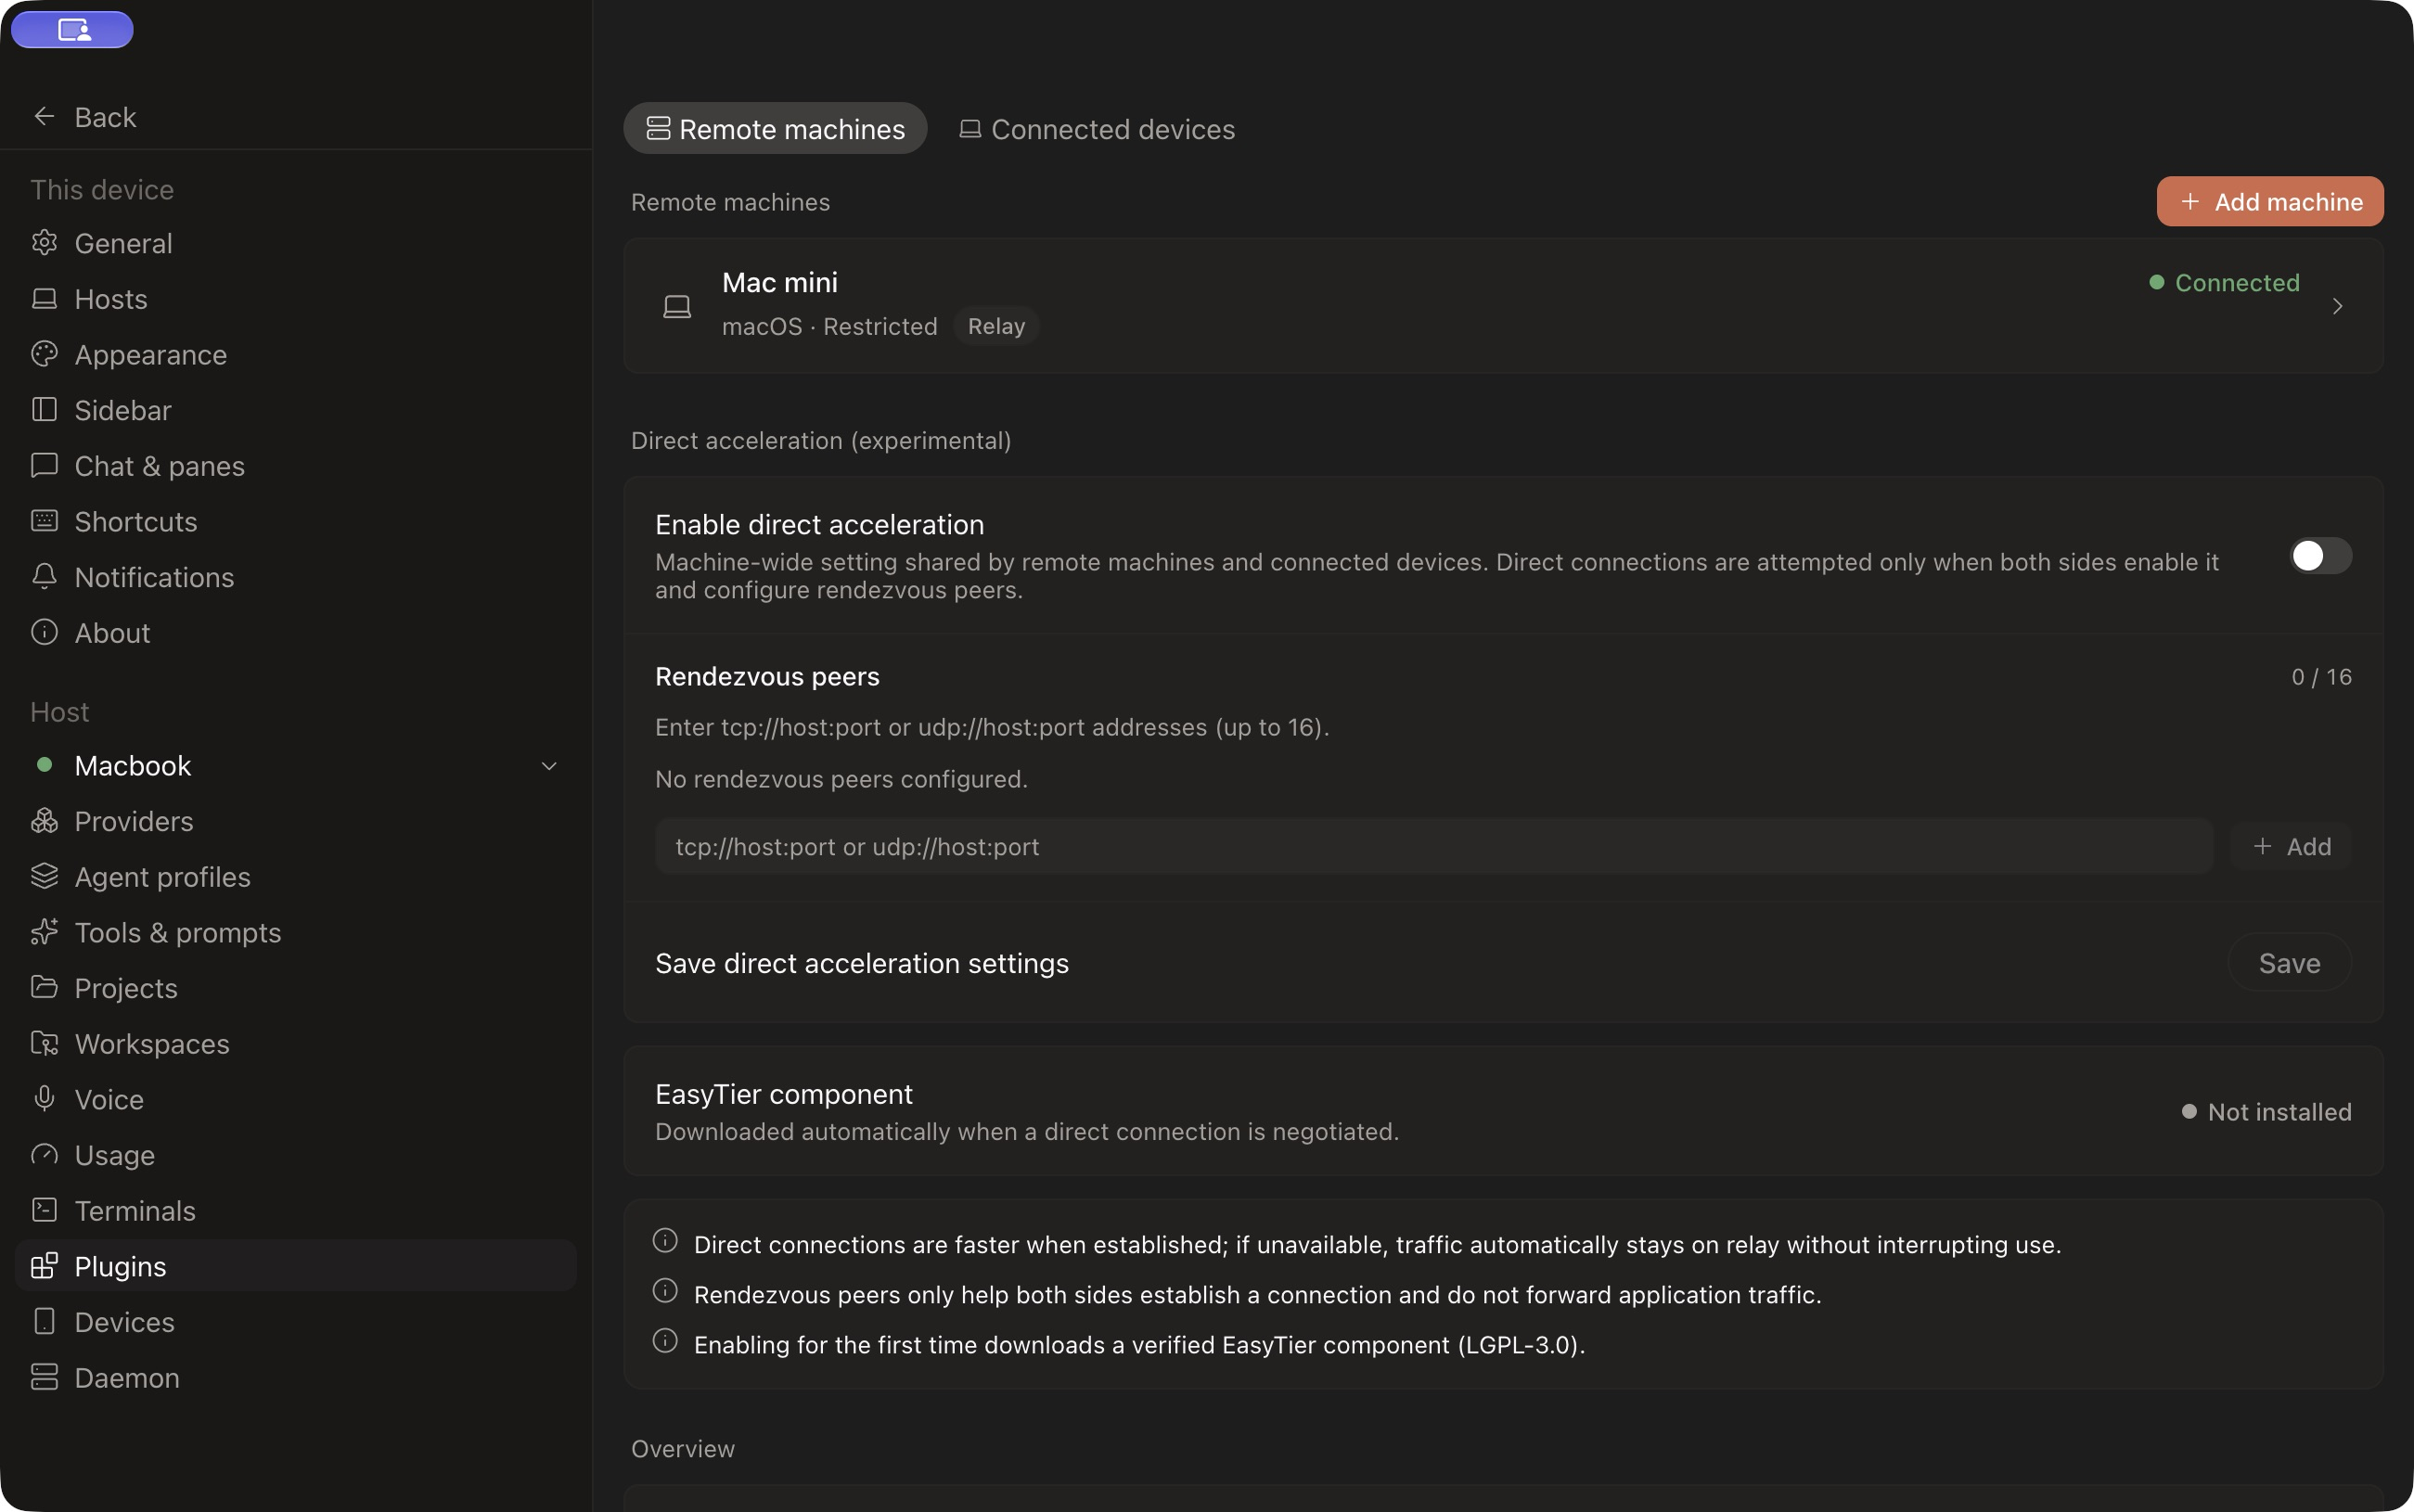 Back
This device
General
Hosts
Appearance
Sidebar
Chat & panes
Shortcuts
Notifications
About
Host
Macbook
Providers
Agent profiles
Tools & prompts
Projects
Workspaces
Voice
Usage
Terminals
Plugins
Devices
Daemon
Remote machines
Connected devices
Remote machines
Add machine
Mac mini
Connected
macOS · Restricted
Relay
Direct acceleration (experimental)
Enable direct acceleration
Machine-wide setting shared by remote machines and connected devices. Direct connections are attempted only when both sides enable it
and configure rendezvous peers.
Rendezvous peers
0 / 16
Enter tcp://host:port or udp://host:port addresses (up to 16).
No rendezvous peers configured.
tcp://host:port or udp://host:port
Add
Save direct acceleration settings
Save
EasyTier component
Downloaded automatically when a direct connection is negotiated.
Not installed
Direct connections are faster when established; if unavailable, traffic automatically stays on relay without interrupting use.
Rendezvous peers only help both sides establish a connection and do not forward application traffic.
Enabling for the first time downloads a verified EasyTier component (LGPL-3.0).
Overview